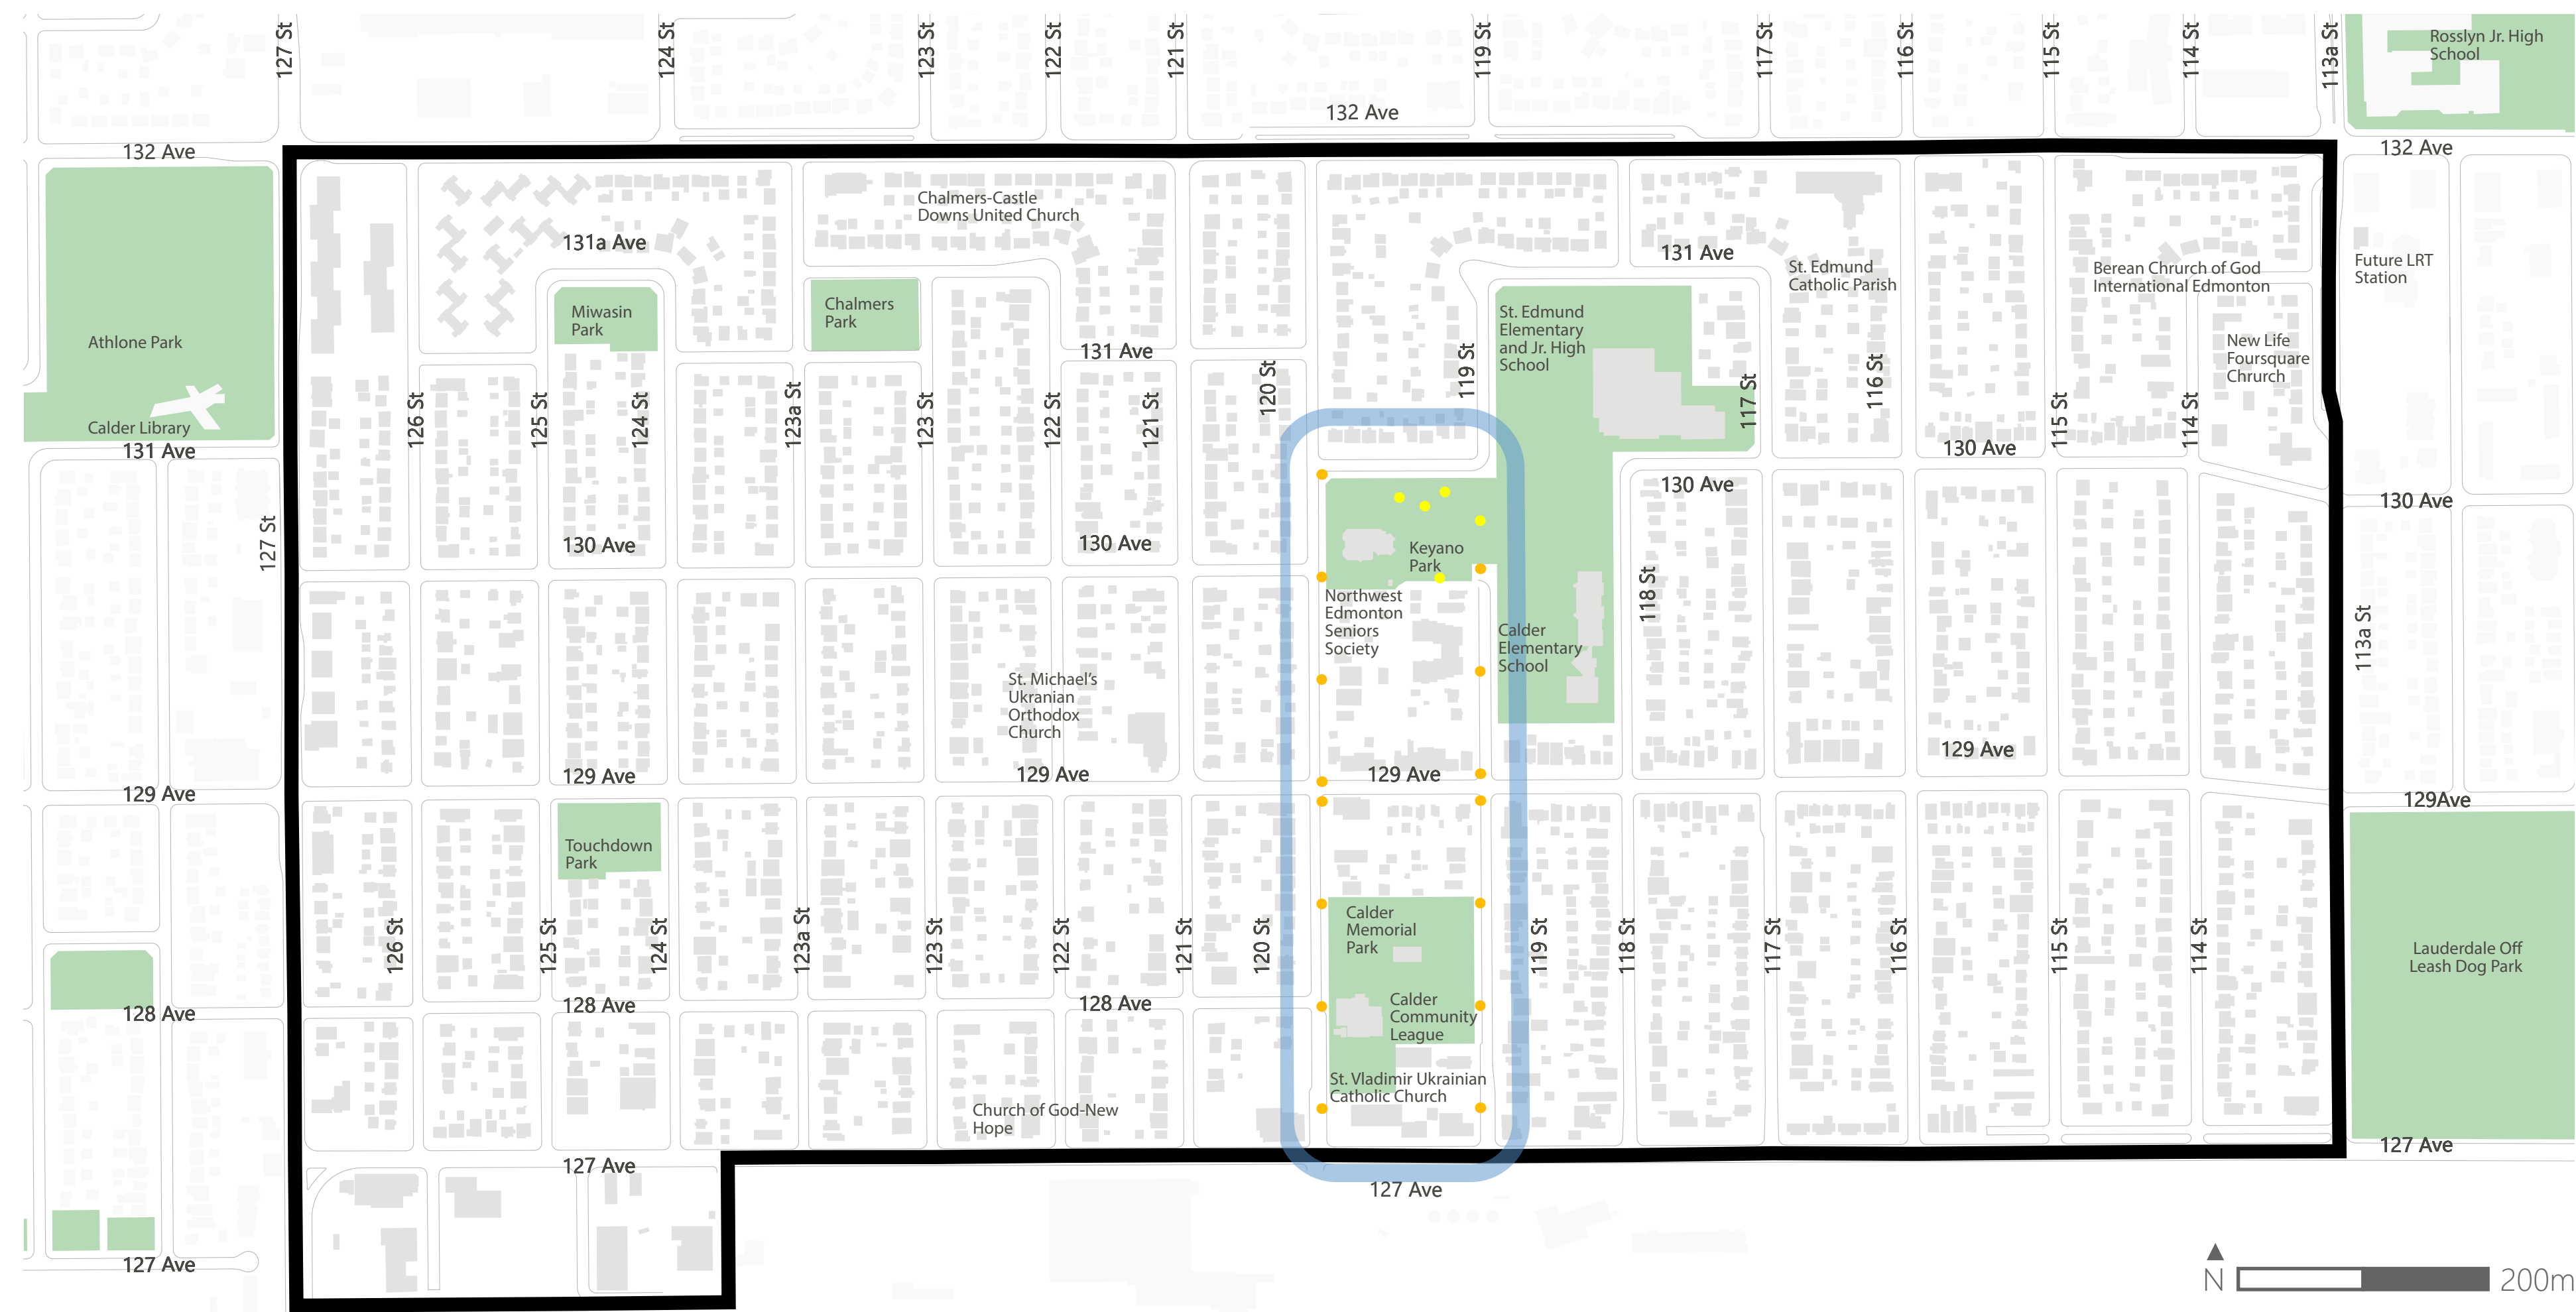 127 St
124 St
123 St
122 St
121 St
119 St
117 St
116 St
115 St
114 St
113a St
Rosslyn Jr. High
School
132 Ave
132 Ave
132 Ave
Chalmers-Castle
Downs United Church
131a Ave
131 Ave
St. Edmund
Catholic Parish
Berean Chruch of God
International Edmonton
Future LRT
Station
Athlone Park
Miwasin
Park
Chalmers
Park
St. Edmund
Elementary
and Jr. High
School
New Life
Foursquare
Chrurch
131 Ave
Calder Library
131 Ave
126 St
125 St
124 St
123a St
123 St
122 St
121 St
120 St
119 St
117 St
116 St
115 St
114 St
130 Ave
130 Ave
130 Ave
127 St
130 Ave
130 Ave
Keyano
Park
Northwest
Edmonton
Seniors
Society
Calder
Elementary
School
118 St
113a St
St. Michael's
Ukranian
Orthodox
Church
129 Ave
129 Ave
129 Ave
129 Ave
129 Ave
129Ave
Touchdown
Park
126 St
125 St
124 St
123a St
123 St
122 St
121 St
120 St
Calder
Memorial
Park
119 St
118 St
117 St
116 St
115 St
114 St
Lauderdale Off
Leash Dog Park
128 Ave
128 Ave
128 Ave
Calder
Community
League
St. Vladimir Ukrainian
Catholic Church
Church of God-New
Hope
127 Ave
127 Ave
127 Ave
127 Ave
N
200m